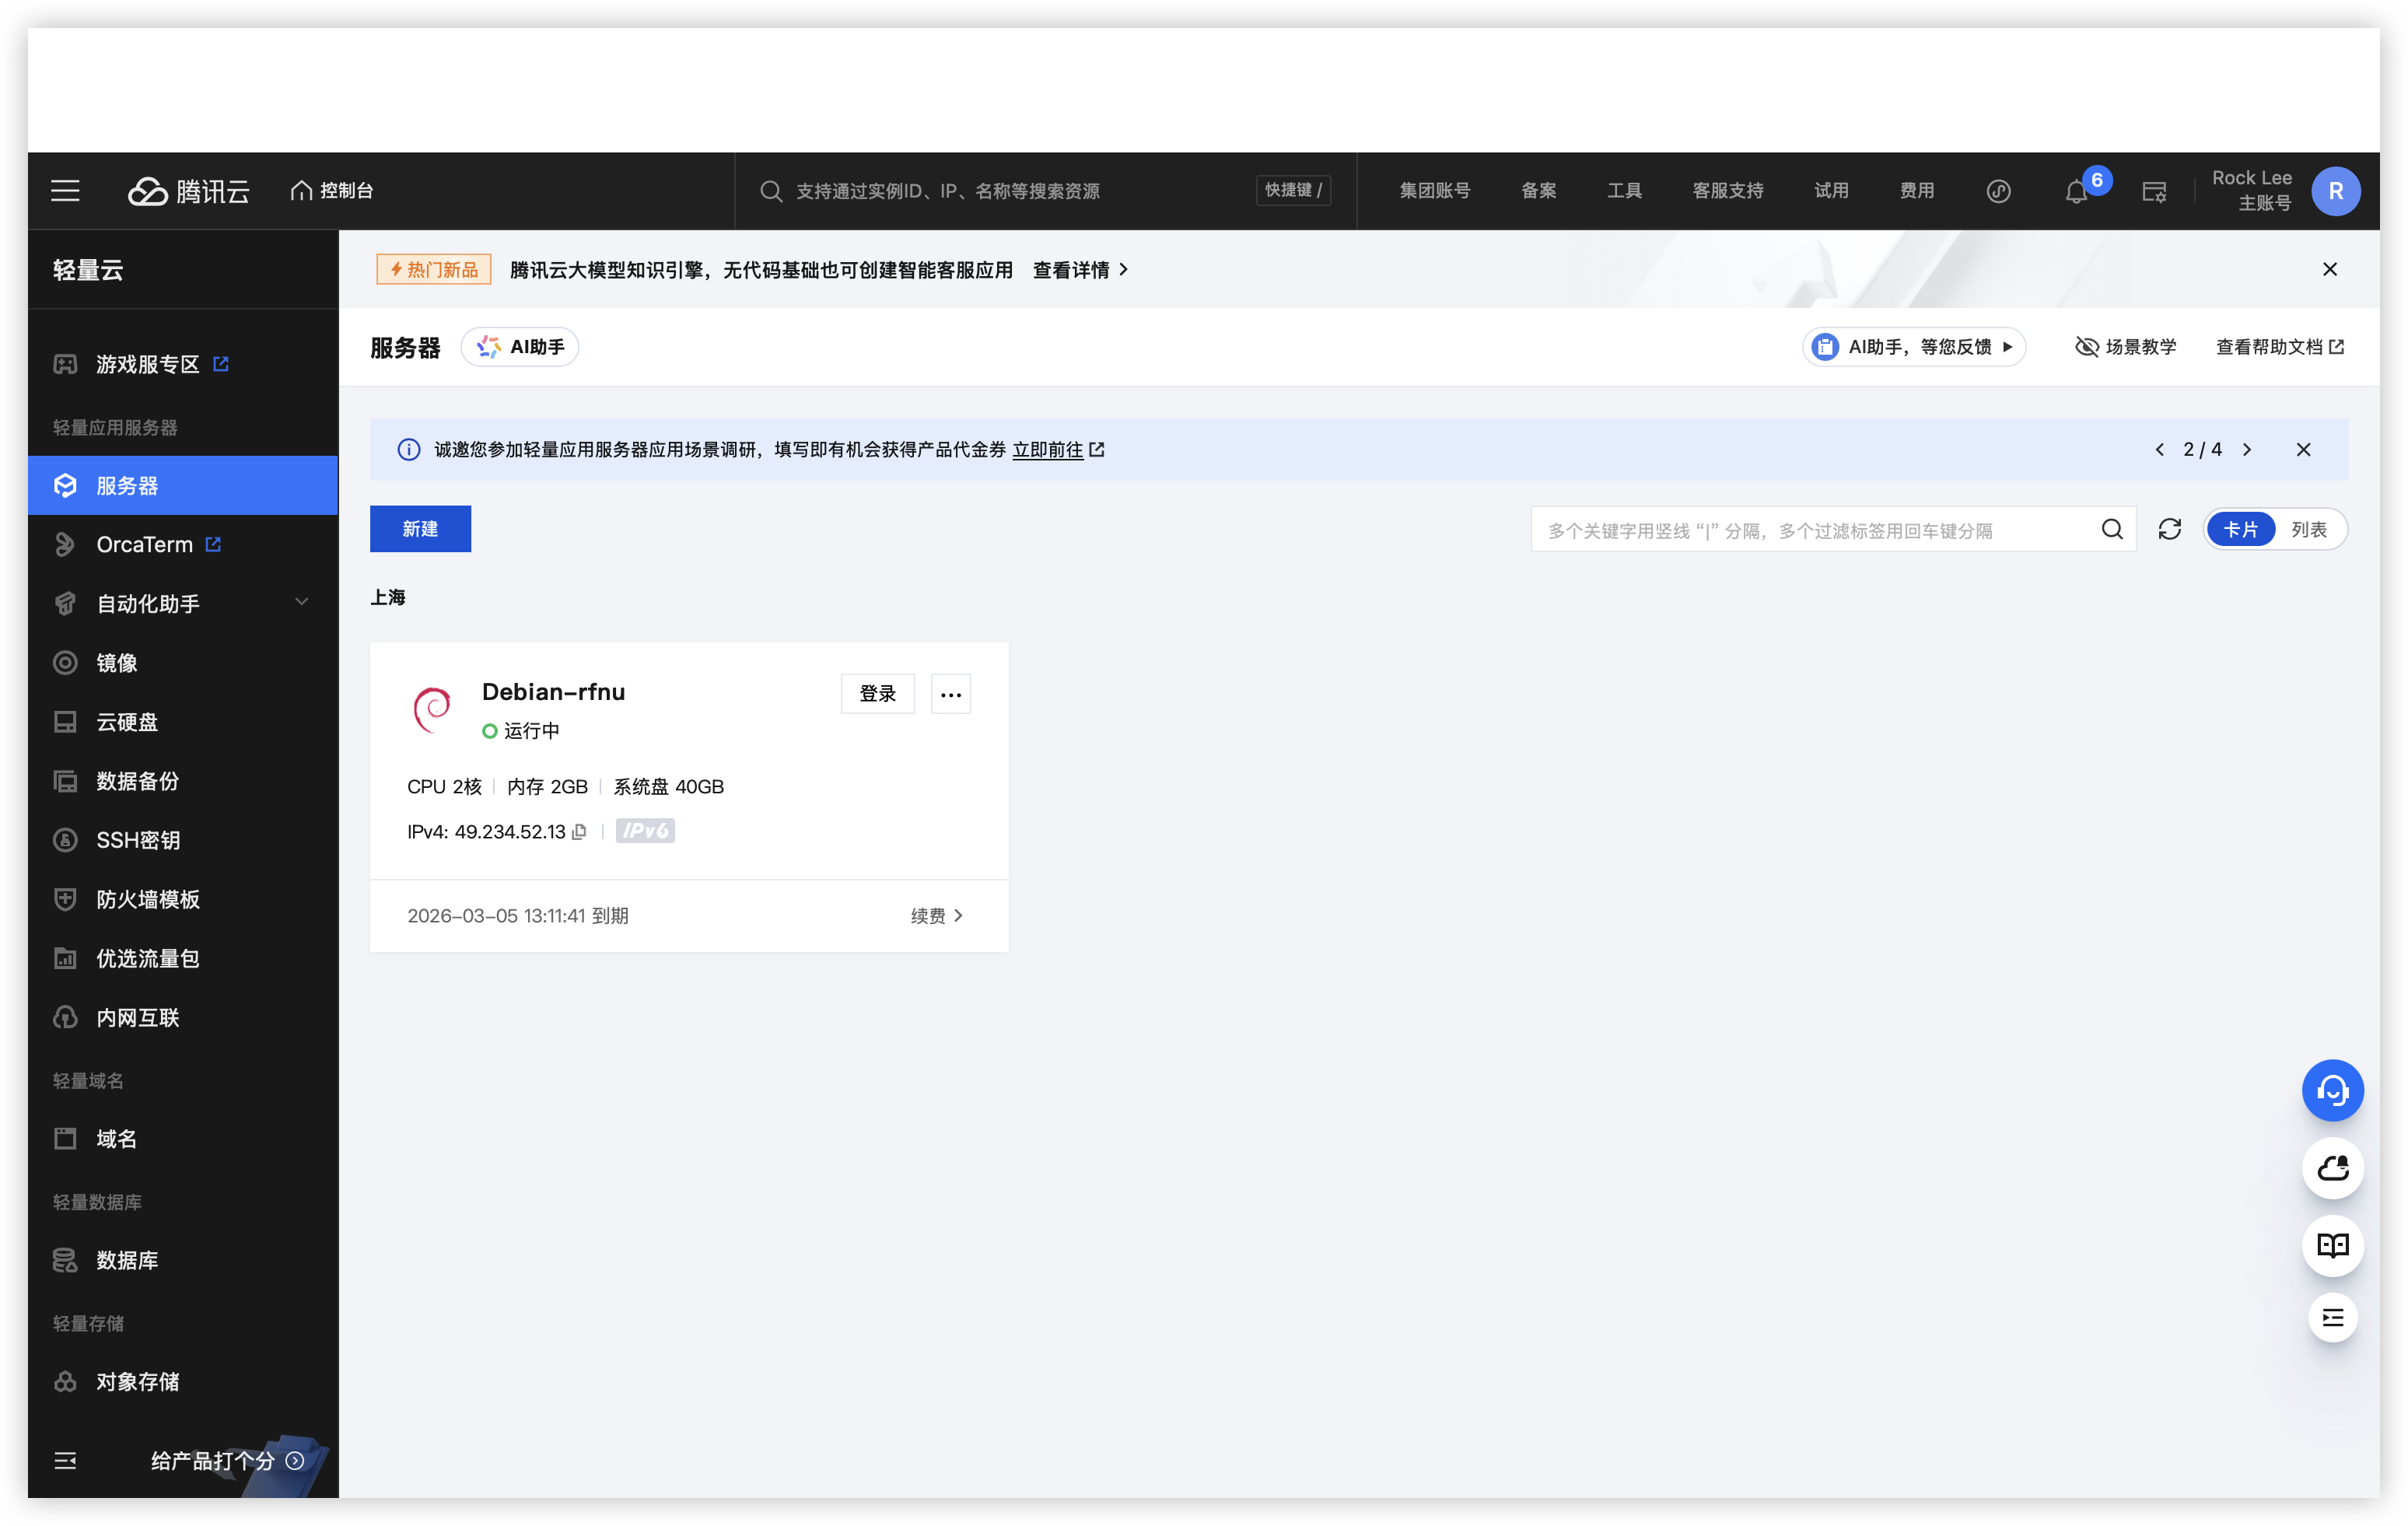 腾讯云
控制台
支持通过实例ID、IP、名称等搜索资源
快捷键 /
集团账号
备案
工具
客服支持
试用
费用
6
Rock Lee
主账号
R
轻量云
游戏服专区
轻量应用服务器
服务器
OrcaTerm
自动化助手
镜像
云硬盘
数据备份
SSH密钥
防火墙模板
优选流量包
内网互联
轻量域名
域名
轻量数据库
数据库
轻量存储
对象存储
给产品打个分
热门新品
腾讯云大模型知识引擎，无代码基础也可创建智能客服应用 查看详情
服务器
AI助手
AI助手，等您反馈
场景教学
查看帮助文档
诚邀您参加轻量应用服务器应用场景调研，填写即有机会获得产品代金券 立即前往
2 / 4
新建
多个关键字用竖线 “|” 分隔，多个过滤标签用回车键分隔
卡片
列表
上海
Debian-rfnu
登录
...
运行中
CPU 2核 | 内存 2GB | 系统盘 40GB
IPv4: 49.234.52.13 | IPv6
2026-03-05 13:11:41 到期
续费